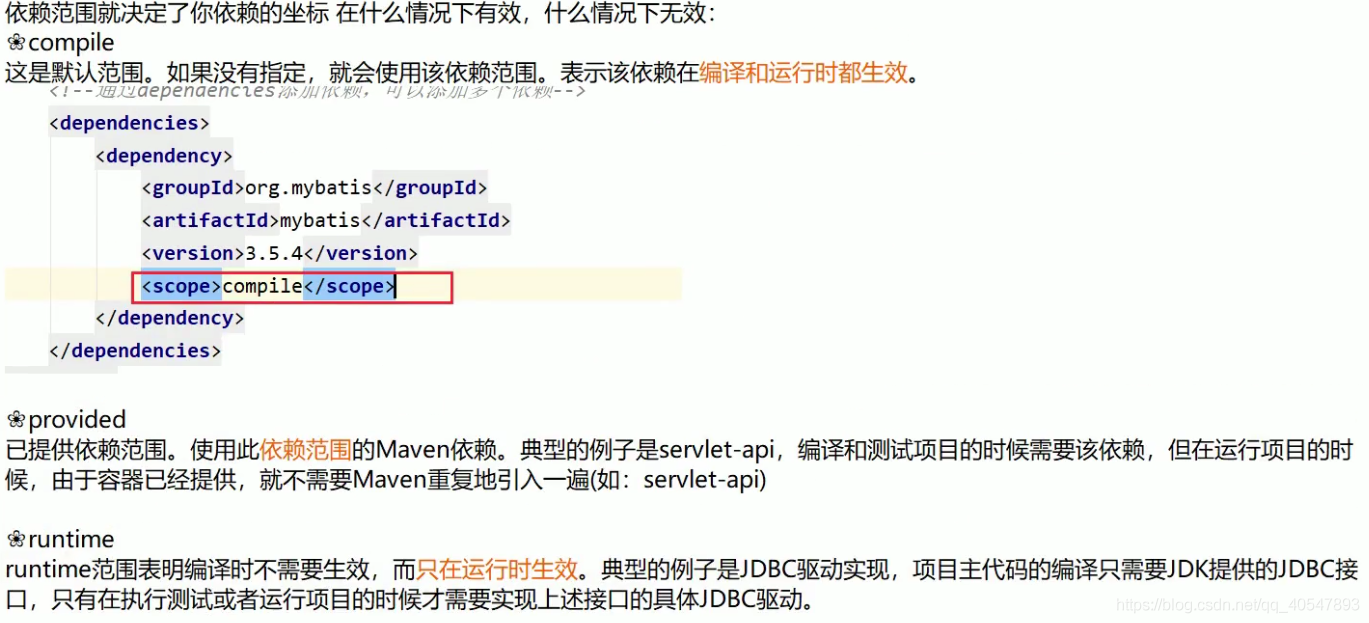 依赖范围就决定了你依赖的坐标 在什么情况下有效，什么情况下无效：
❀compile
这是默认范围。如果没有指定，就会使用该依赖范围。表示该依赖在编译和运行时都生效。
<!--通过dependencies添加依赖，可以添加多个依赖-->
<dependencies>
<dependency>
<groupId>org.mybatis</groupId>
<artifactId>mybatis</artifactId>
<version>3.5.4</version>
<scope>compile</scope>
</dependency>
</dependencies>
❀provided
已提供依赖范围。使用此依赖范围的Maven依赖。典型的例子是servlet-api，编译和测试项目的时候需要该依赖，但在运行项目的时
候，由于容器已经提供，就不需要Maven重复地引入一遍(如：servlet-api)
❀runtime
runtime范围表明编译时不需要生效，而只在运行时生效。典型的例子是JDBC驱动实现，项目主代码的编译只需要JDK提供的JDBC接
口，只有在执行测试或者运行项目的时候才需要实现上述接口的具体JDBC驱动。
https://blog.csdn.net/qq_40547893